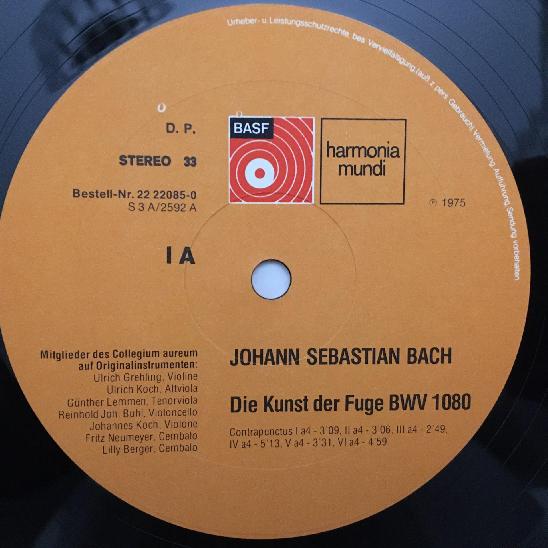 Urheber- u. Leistungsschutzrechte, bes. Vervielfältigung (auß. z. pers. Gebrauch), Vermietung, Aufführung, Sendung vorbehalten
D. P.
STEREO 33
Bestell-Nr. 22 22085-0
S 3 A/2592 A
I A
BASF
harmonia
mundi
℗ 1975
Mitglieder des Collegium aureum
auf Originalinstrumenten:
Ulrich Grehling, Violine
Ulrich Koch, Altviola
Günther Lemmen, Tenorviola
Reinhold Joh. Buhl, Violoncello
Johannes Koch, Violone
Fritz Neumeyer, Cembalo
Lilly Berger, Cembalo
JOHANN SEBASTIAN BACH
Die Kunst der Fuge BWV 1080
Contrapunctus I a4 - 3´09, II a4 - 3´06, III a4 - 2´49,
IV a4 - 5´13, V a4 - 3´31, VI a4 - 4´59